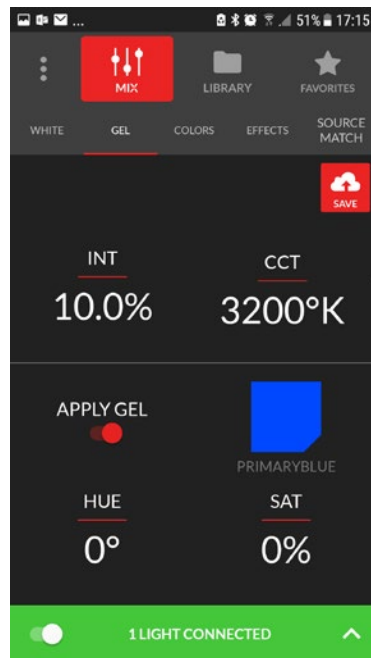 ... 51% 17:15
MIX LIBRARY FAVORITES
WHITE GEL COLORS EFFECTS SOURCE MATCH
SAVE
INT CCT
10.0% 3200°K
APPLY GEL
PRIMARYBLUE
HUE SAT
0° 0%
1 LIGHT CONNECTED